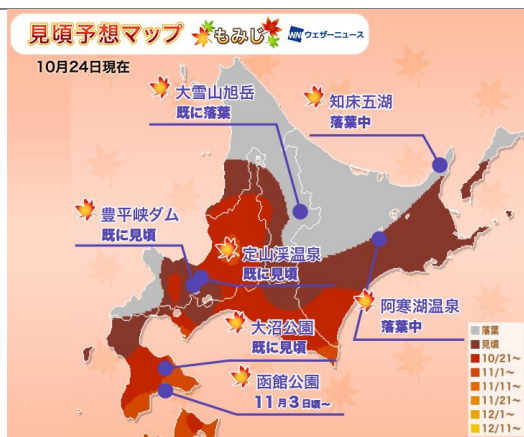 見頃予想マップ もみじ ウェザーニュース
10月24日現在
大雪山旭岳
既に落葉
知床五湖
落葉中
豊平峡ダム
既に見頃
定山渓温泉
既に見頃
阿寒湖温泉
落葉中
大沼公園
既に見頃
函館公園
11月3日頃~
落葉
見頃
10/21~
11/1~
11/11~
11/21~
12/1~
12/11~